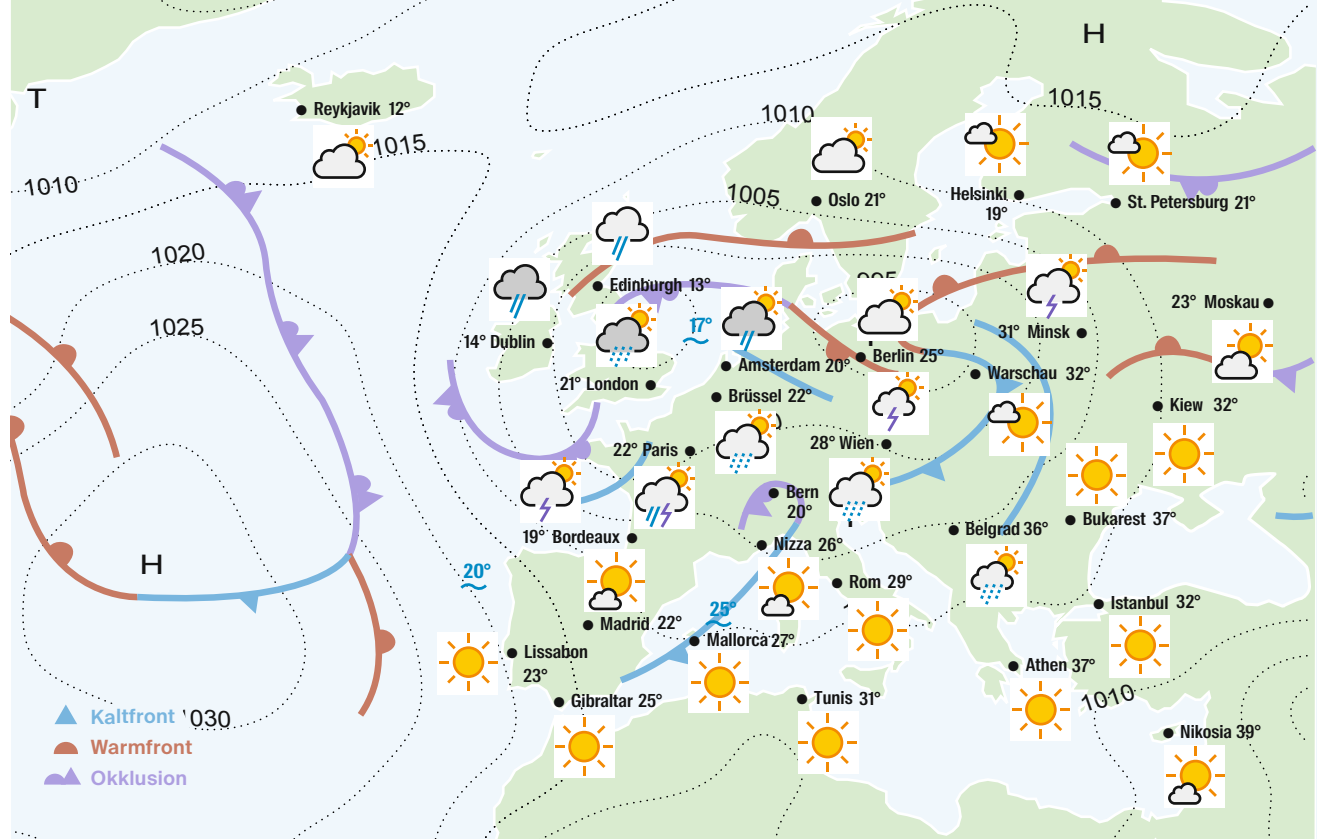 H
T
1015
Reykjavik 12°
1010
1015
1010
1005
Helsinki
19°
Oslo 21°
St. Petersburg 21°
1020
Edinburgh 13°
23° Moskau
1025
17°
31° Minsk
14° Dublin
Berlin 25°
Amsterdam 20°
Warschau 32°
21° London
Brüssel 22°
Kiew 32°
28° Wien
22° Paris
Bern
20°
Bukarest 37°
Belgrad 36°
19° Bordeaux
Nizza 26°
H
20°
Rom 29°
Istanbul 32°
25°
Madrid 22°
Mallorca 27°
Lissabon
23°
Athen 37°
Gibraltar 25°
Tunis 31°
1010
Kaltfront
030
Nikosia 39°
Warmfront
Okklusion